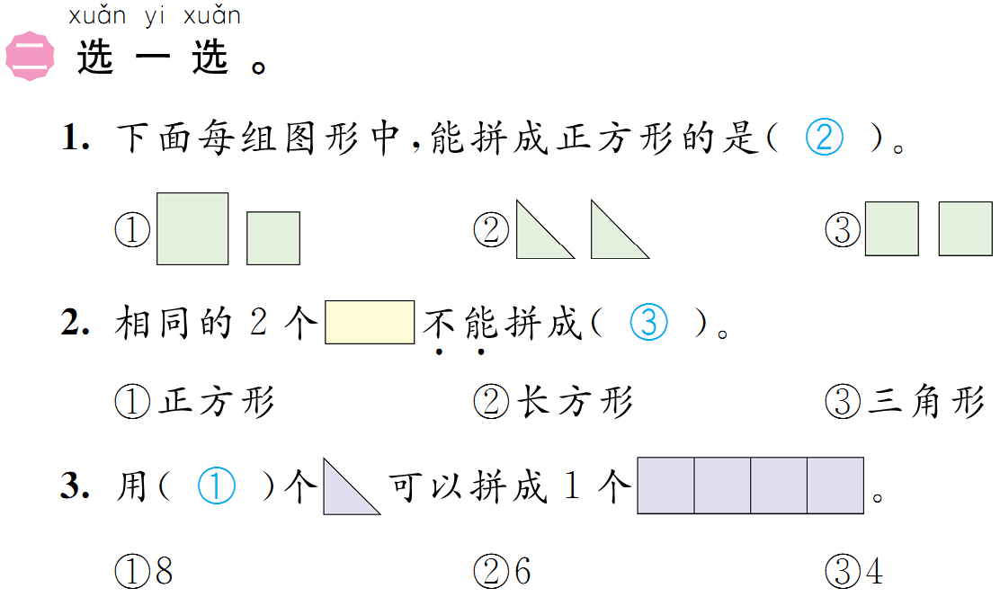 xuǎn yi xuǎn
二 选一选。
1. 下面每组图形中,能拼成正方形的是( ② )。
① ② ③
2. 相同的 2 个 不能拼成( ③ )。
①正方形 ②长方形 ③三角形
3. 用( ① )个 可以拼成 1 个 。
①8 ②6 ③4